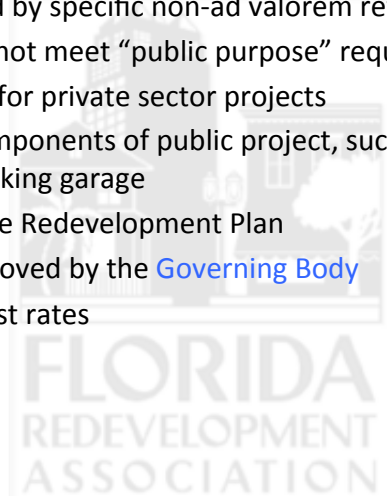 d by specific non-ad valorem re
not meet “public purpose” requ
for private sector projects
mponents of public project, suc
king garage
e Redevelopment Plan
oved by the Governing Body
st rates
FLORIDA
REDEVELOPMENT
ASSOCIATION